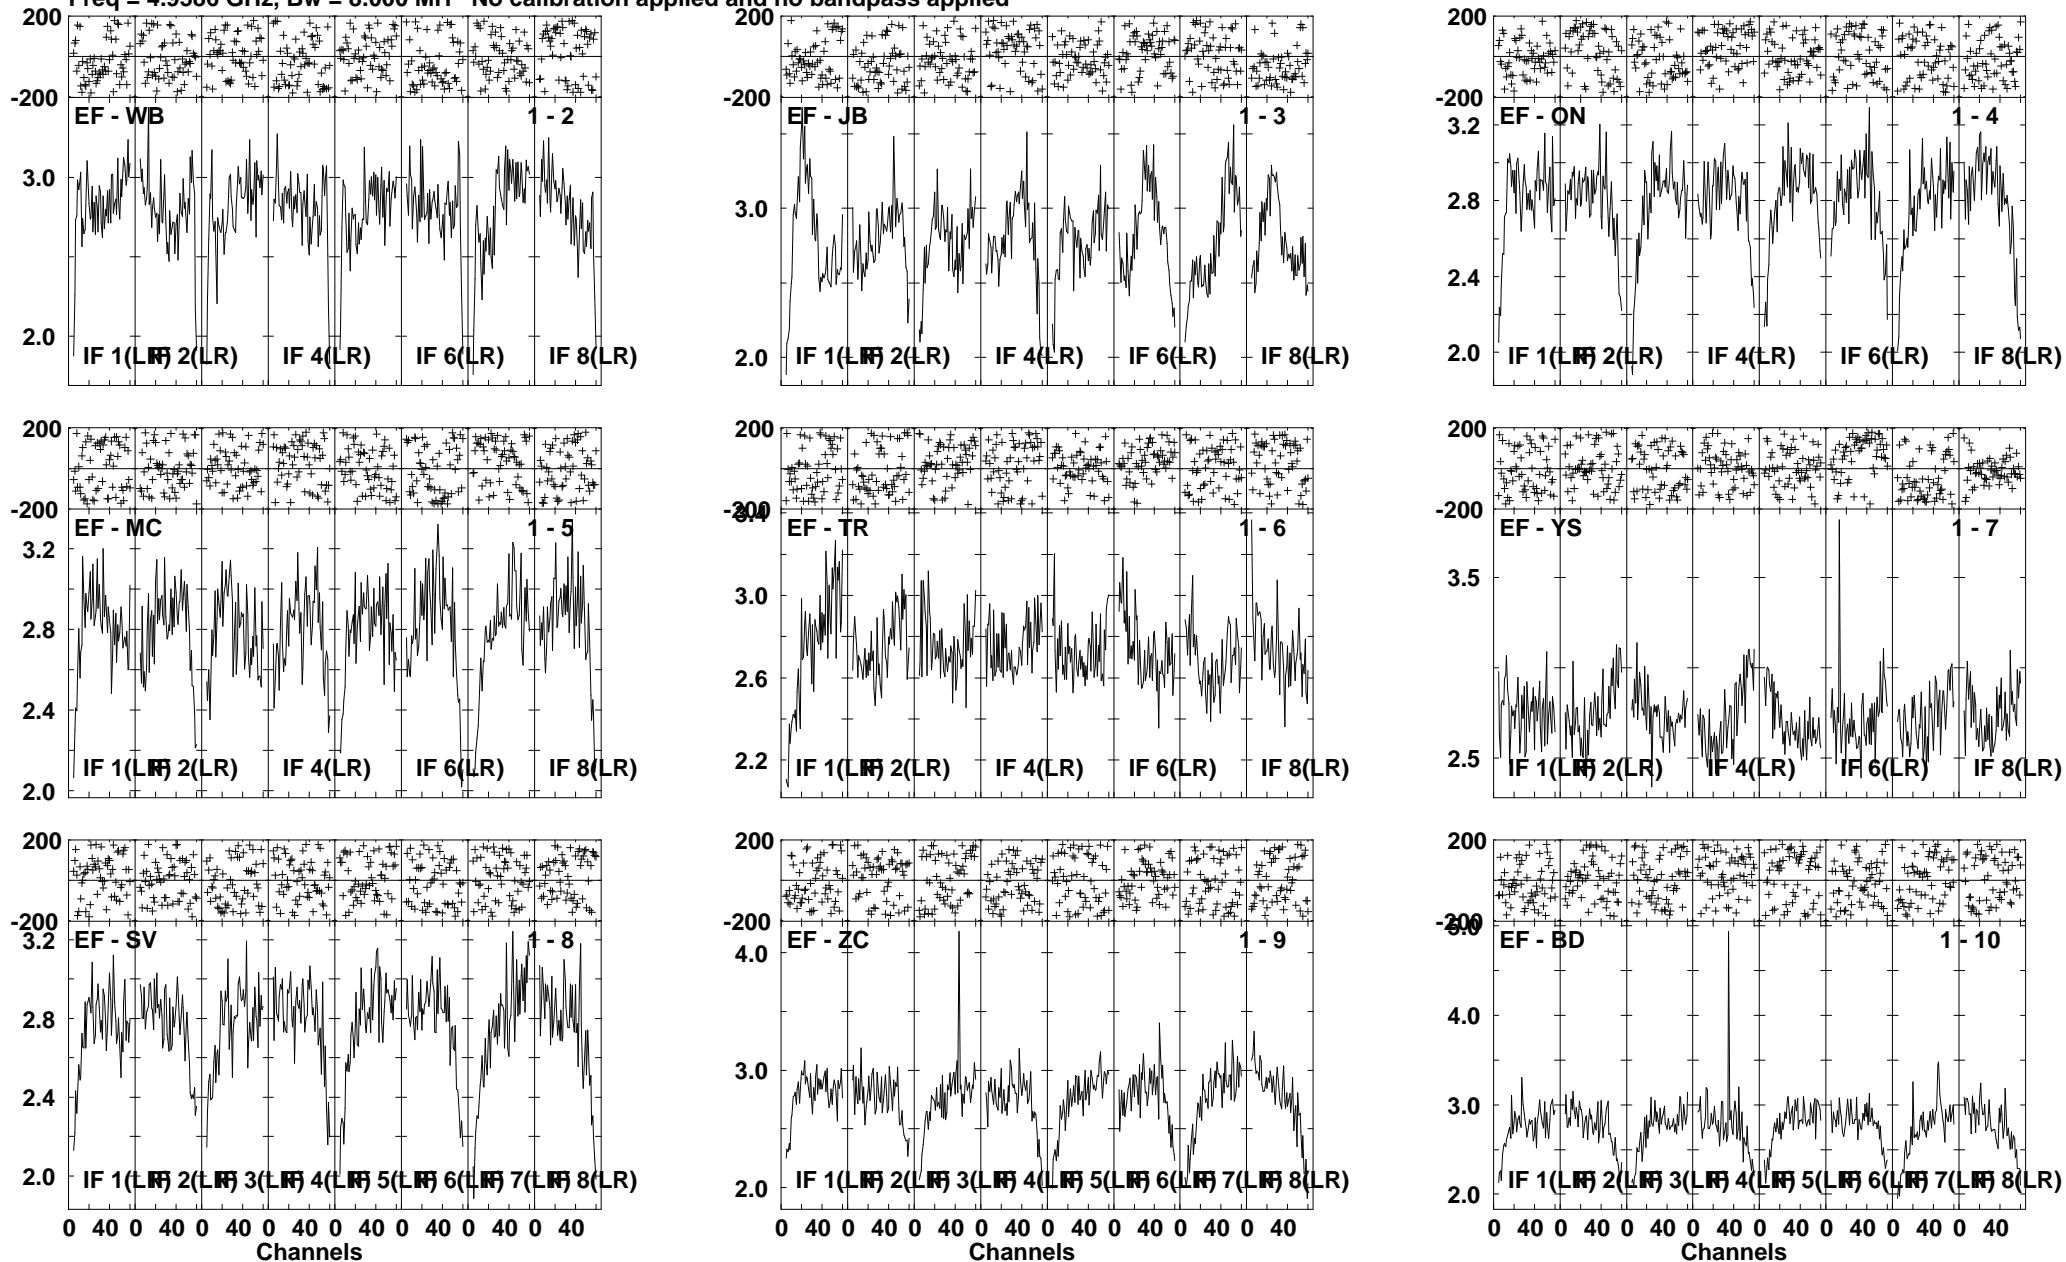 Freq = 4.9586 GHz, Bw = 8.000 MH No calibration applied and no bandpass applied
200
-200
EF - WB 1 - 2
3.0
2.0
IF 1(LR) IF 2(LR) IF 4(LR) IF 6(LR) IF 8(LR)
200
-200
EF - JB 1 - 3
3.0
2.0
IF 1(LR) IF 2(LR) IF 4(LR) IF 6(LR) IF 8(LR)
200
-200
EF - ON 1 - 4
3.2
2.8
2.4
2.0
IF 1(LR) IF 2(LR) IF 4(LR) IF 6(LR) IF 8(LR)
200
-200
EF - MC 1 - 5
3.2
2.8
2.4
2.0
IF 1(LR) IF 2(LR) IF 4(LR) IF 6(LR) IF 8(LR)
200
-200
3.4
EF - TR 1 - 6
3.0
2.6
2.2
IF 1(LR) IF 2(LR) IF 4(LR) IF 6(LR) IF 8(LR)
200
-200
EF - YS 1 - 7
3.5
2.5
IF 1(LR) IF 2(LR) IF 4(LR) IF 6(LR) IF 8(LR)
200
-200
EF - SV 1 - 8
3.2
2.8
2.4
2.0
IF 1(LR) IF 2(LR) IF 3(LR) IF 4(LR) IF 5(LR) IF 6(LR) IF 7(LR) IF 8(LR)
0 40 0 40 0 40 0 40 0 40 0 40 0 40 0 40
Channels
200
-200
EF - ZC 1 - 9
4.0
3.0
2.0
IF 1(LR) IF 2(LR) IF 3(LR) IF 4(LR) IF 5(LR) IF 6(LR) IF 7(LR) IF 8(LR)
0 40 0 40 0 40 0 40 0 40 0 40 0 40 0 40
Channels
200
-200
5.0
EF - BD 1 - 10
4.0
3.0
2.0
IF 1(LR) IF 2(LR) IF 3(LR) IF 4(LR) IF 5(LR) IF 6(LR) IF 7(LR) IF 8(LR)
0 40 0 40 0 40 0 40 0 40 0 40 0 40 0 40
Channels